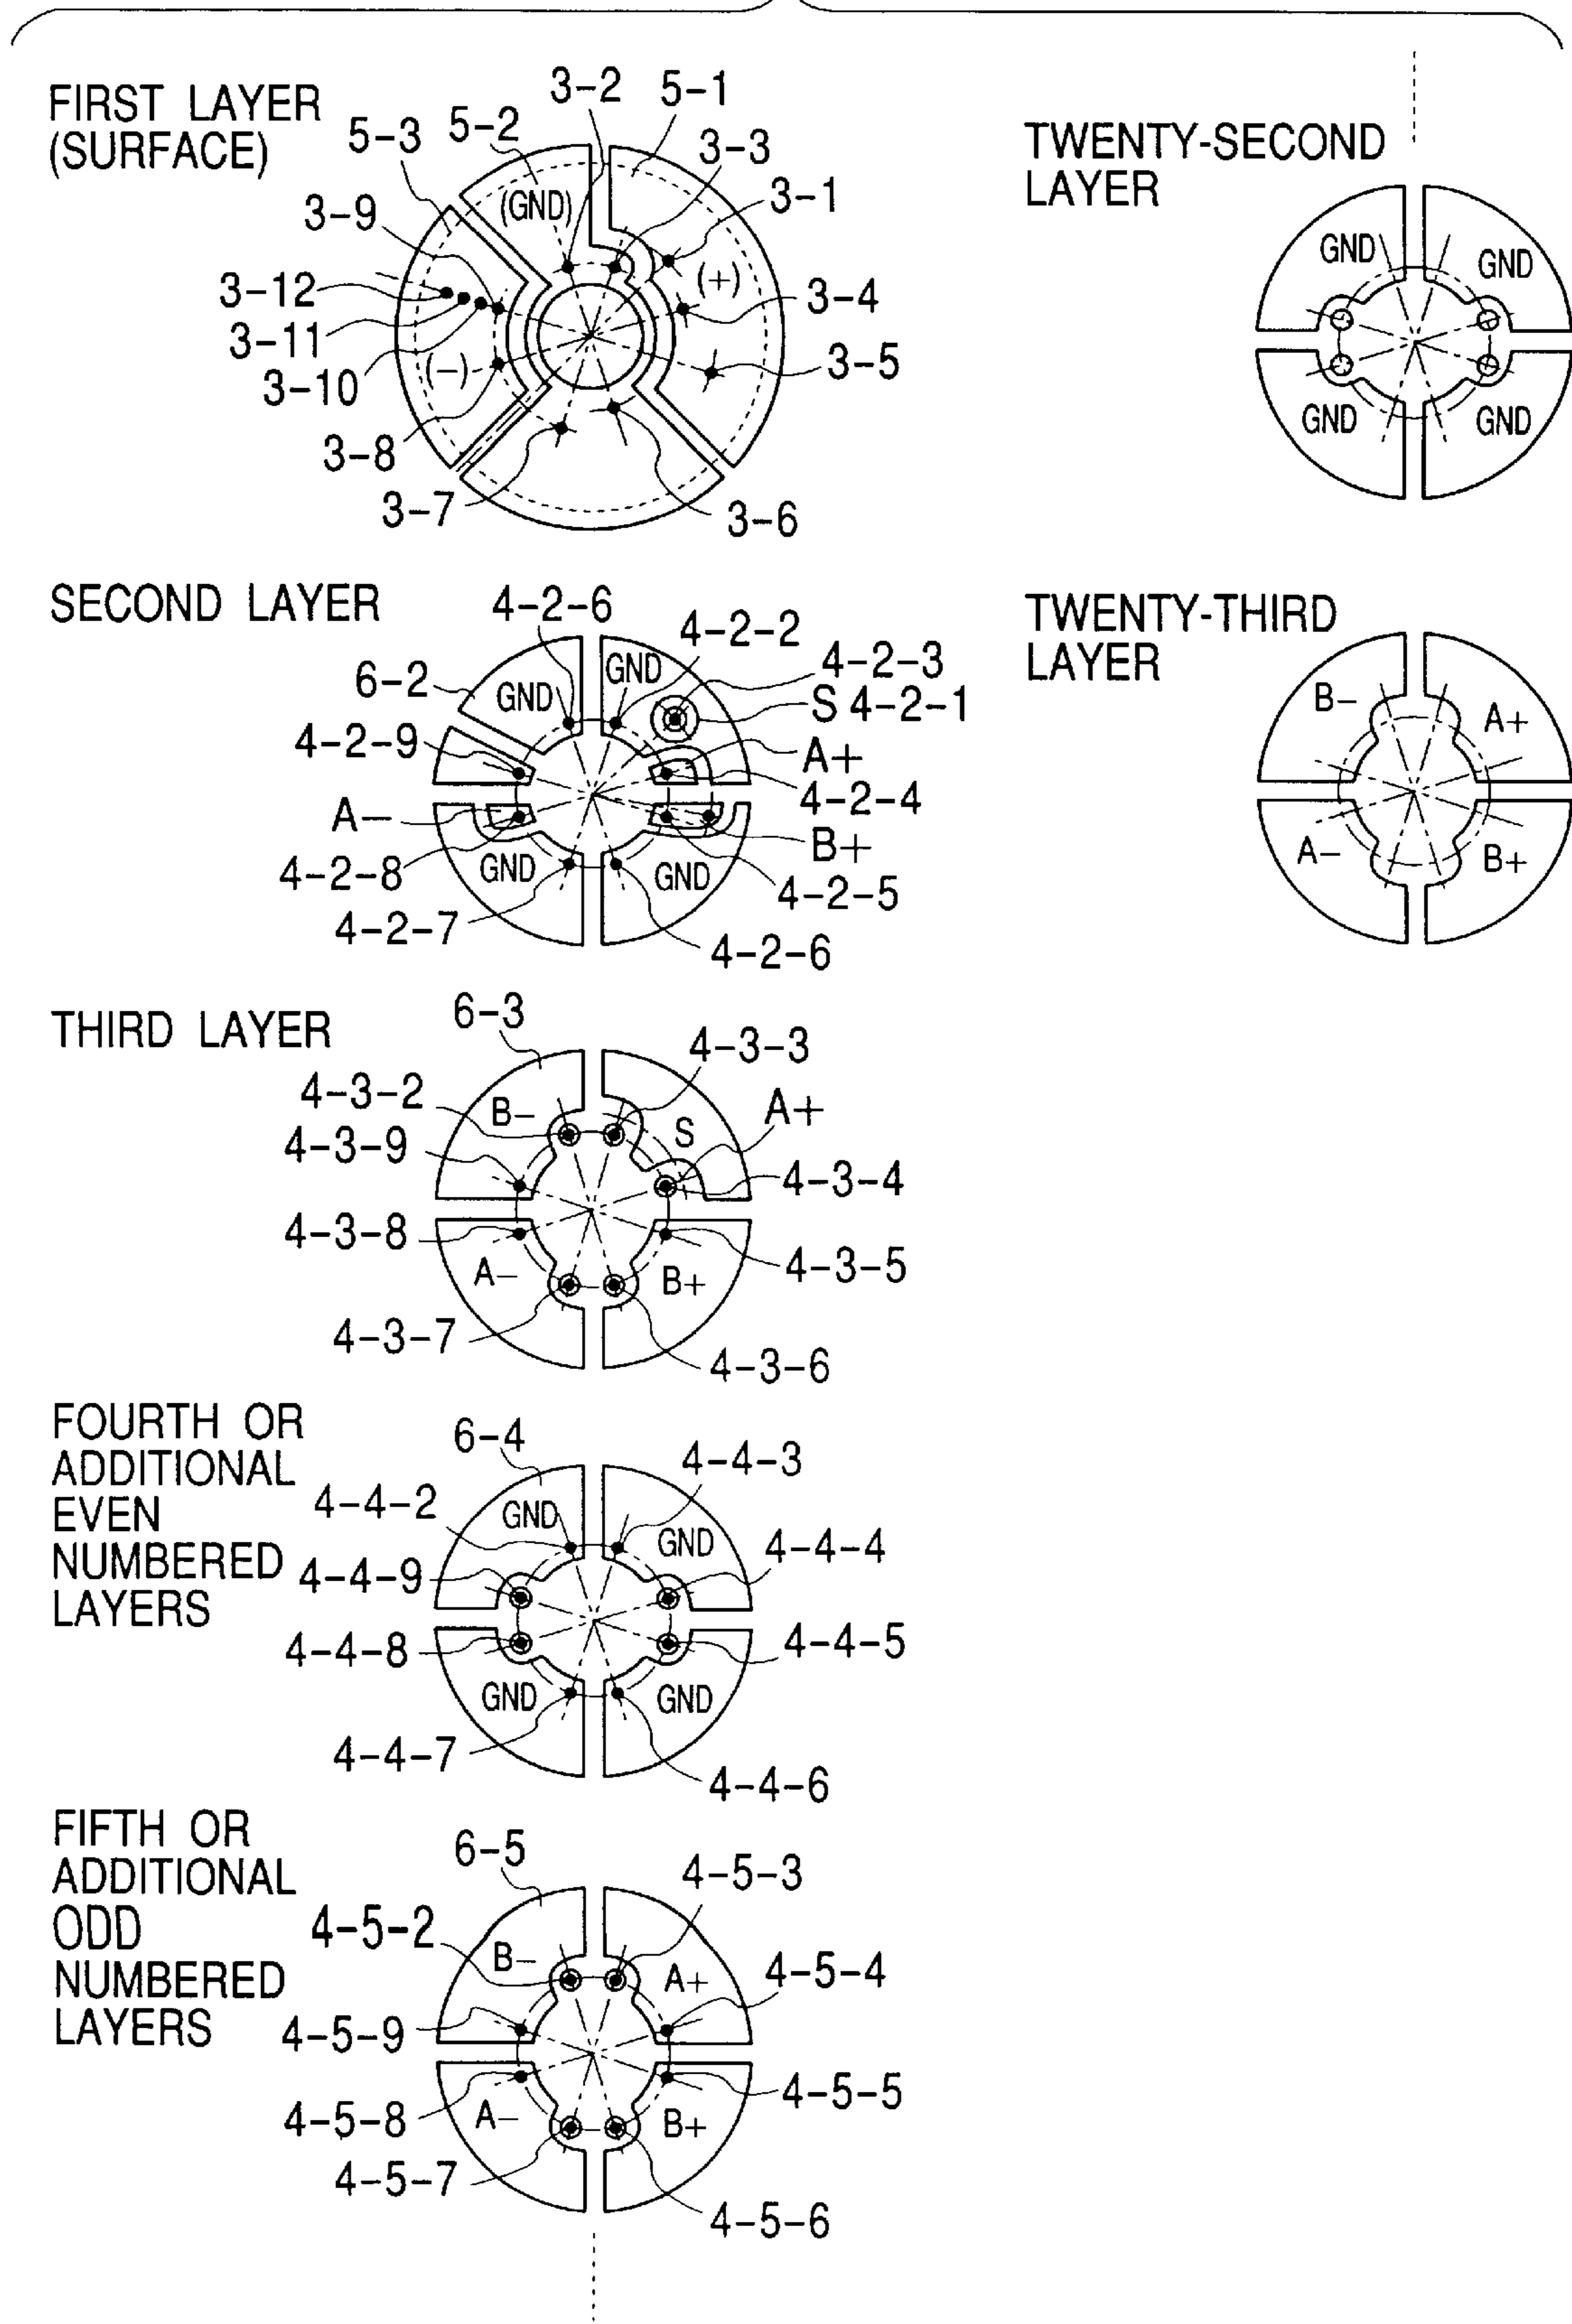 FIRST LAYER
(SURFACE)
3-2
5-1
5-2
5-3
3-3
3-1
3-9
(GND)
(+)
3-12
3-4
3-11
3-5
3-10
(-)
3-8
3-7
3-6
SECOND LAYER
4-2-6
4-2-2
4-2-3
S 4-2-1
6-2
GND
GND
4-2-9
A+
4-2-4
A-
B+
4-2-8
GND
GND
4-2-5
4-2-7
4-2-6
THIRD LAYER
6-3
4-3-3
4-3-2
B-
A+
S
4-3-9
4-3-4
4-3-8
4-3-5
A-
B+
4-3-7
4-3-6
FOURTH OR
ADDITIONAL
EVEN
NUMBERED
LAYERS
6-4
4-4-3
4-4-2
GND
GND
4-4-4
4-4-9
4-4-8
4-4-5
GND
GND
4-4-7
4-4-6
FIFTH OR
ADDITIONAL
ODD
NUMBERED
LAYERS
6-5
4-5-3
4-5-2
B-
A+
4-5-4
4-5-9
4-5-8
4-5-5
A-
B+
4-5-7
4-5-6
TWENTY-SECOND
LAYER
GND
GND
GND
GND
TWENTY-THIRD
LAYER
B-
A+
A-
B+